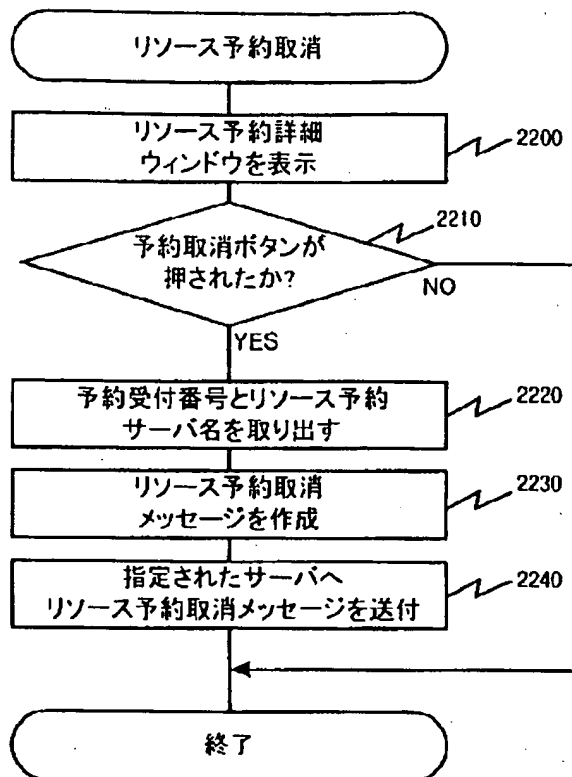 リソース予約取消
リソース予約詳細
ウィンドウを表示
2200
予約取消ボタンが
押されたか?
2210
NO
YES
予約受付番号とリソース予約
サーバ名を取り出す
2220
リソース予約取消
メッセージを作成
2230
指定されたサーバへ
リソース予約取消メッセージを送付
2240
終了